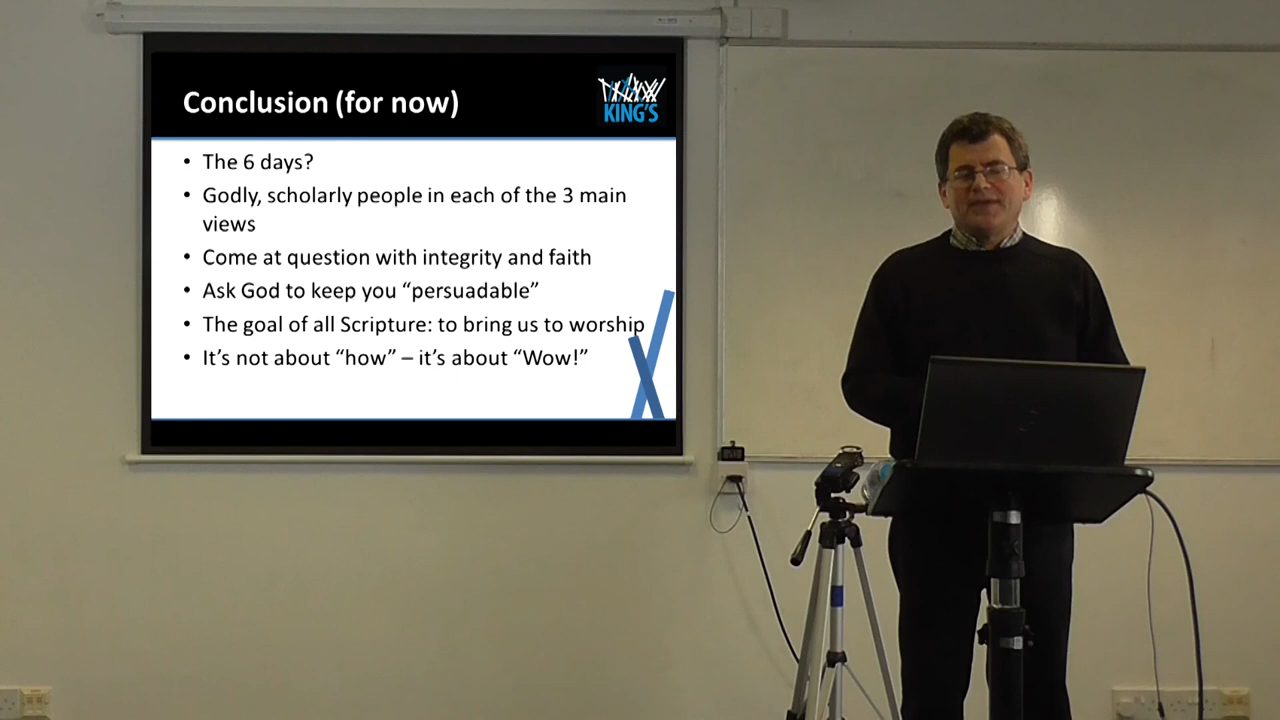 Conclusion (for now)
KING'S
• The 6 days?
• Godly, scholarly people in each of the 3 main
views
• Come at question with integrity and faith
• Ask God to keep you “persuadable”
• The goal of all Scripture: to bring us to worship
• It’s not about “how” – it’s about “Wow!”